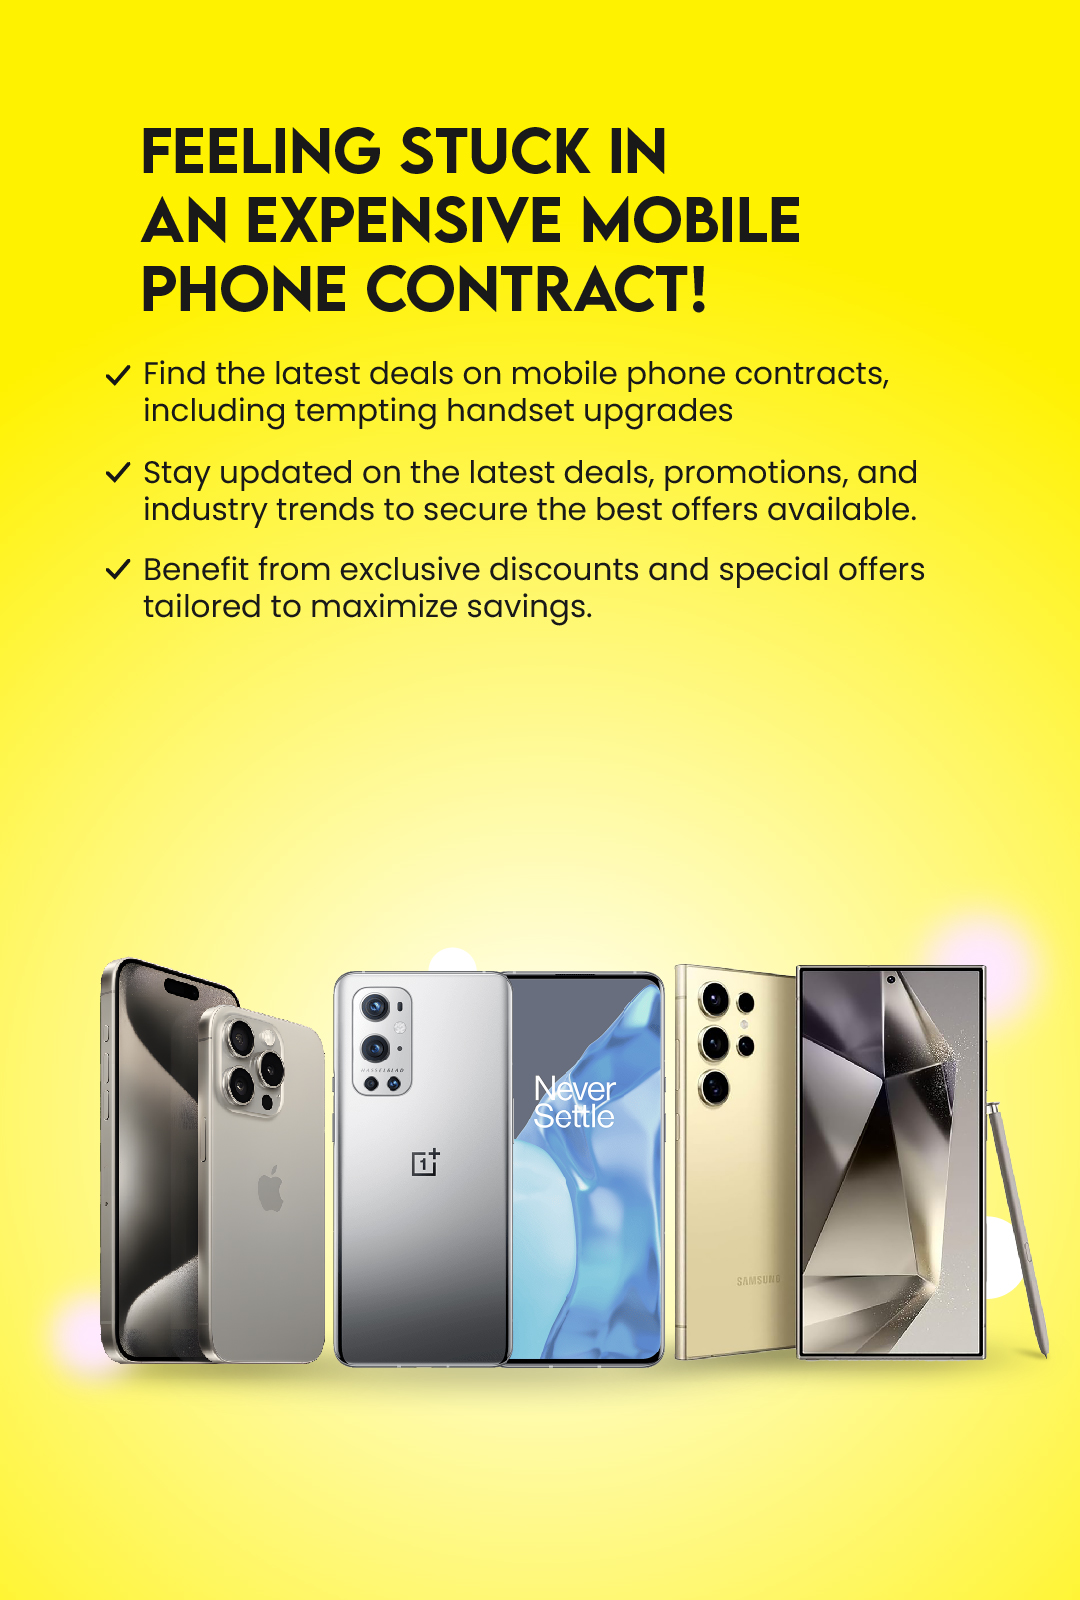 FEELING STUCK IN
AN EXPENSIVE MOBILE
PHONE CONTRACT!
Find the latest deals on mobile phone contracts,
including tempting handset upgrades
Stay updated on the latest deals, promotions, and
industry trends to secure the best offers available.
Benefit from exclusive discounts and special offers
tailored to maximize savings.
HASSELBLAD
1+
Never
Settle
SAMSUNG